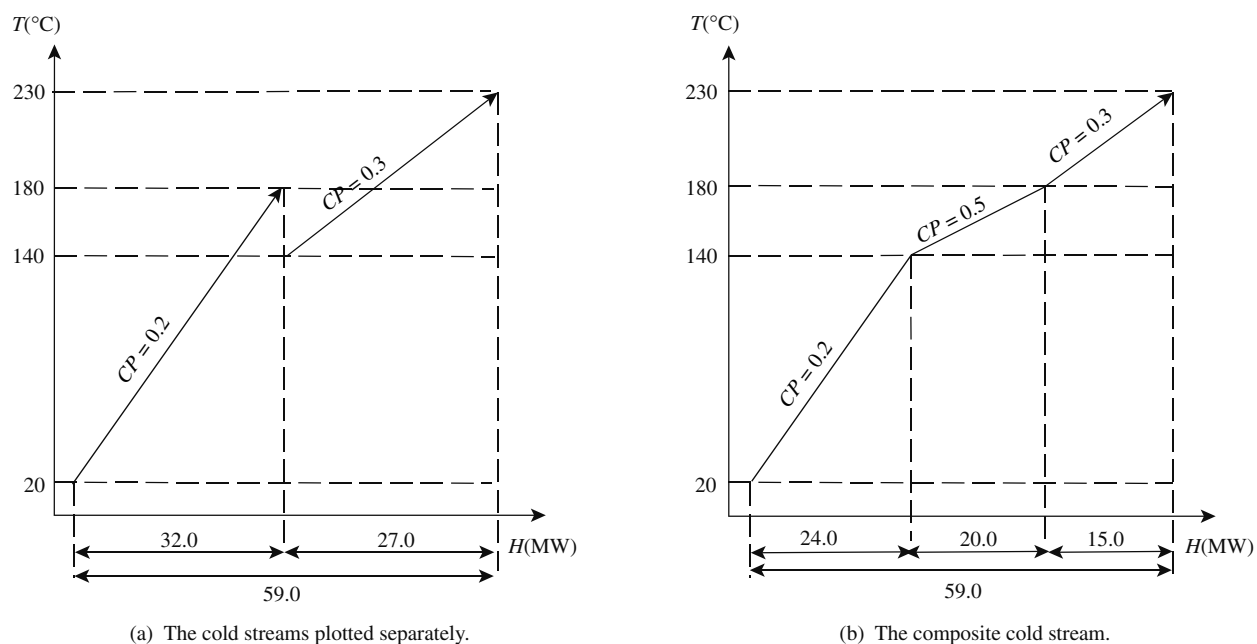 T(°C)
230
180
140
20
CP = 0.2
CP = 0.3
32.0
27.0
H(MW)
59.0
(a) The cold streams plotted separately.
T(°C)
230
180
140
20
CP = 0.2
CP = 0.5
CP = 0.3
24.0
20.0
15.0
H(MW)
59.0
(b) The composite cold stream.